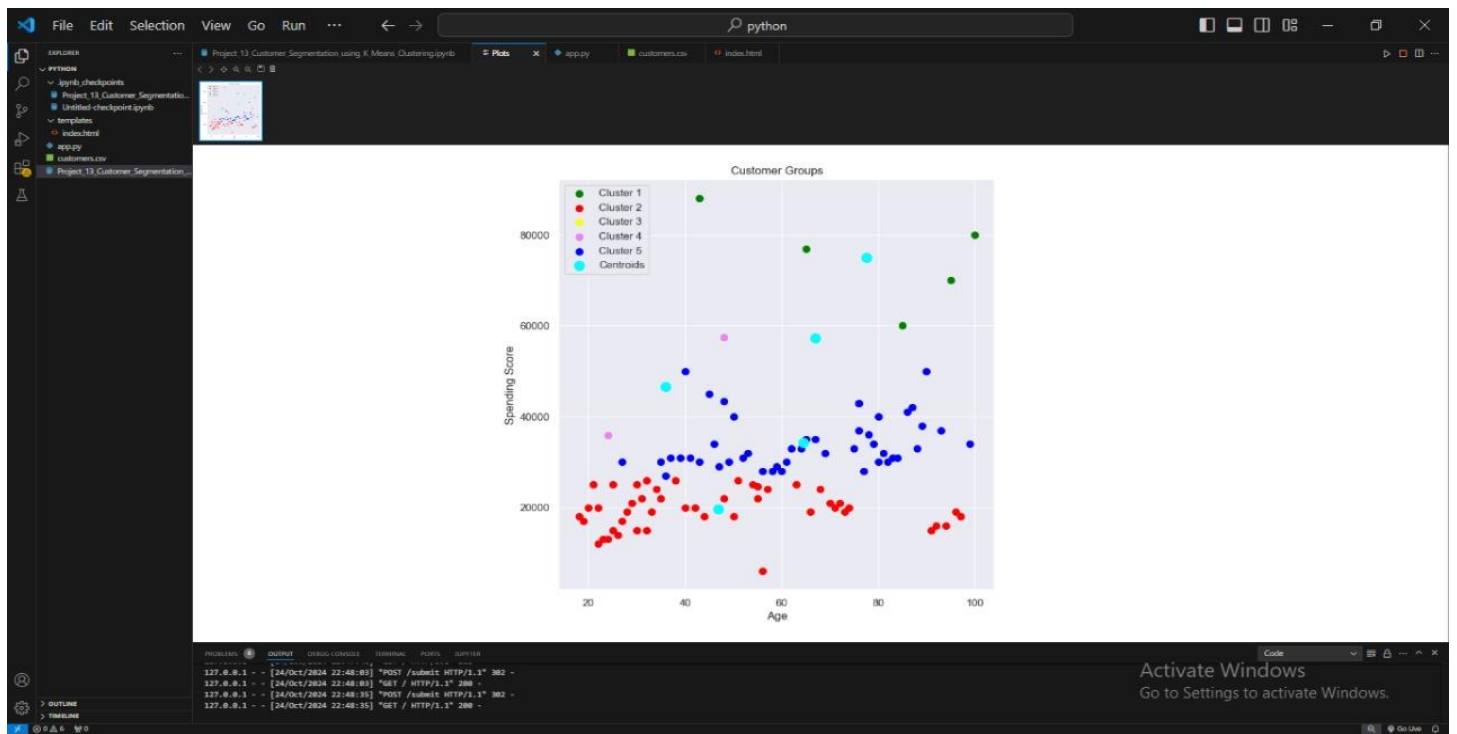 File Edit Selection View Go Run ··· python
EXPLORER ···
PYTHON
.ipynb_checkpoints
Project_13_Customer_Segmentatio...
Untitled-checkpoint.ipynb
templates
index.html
app.py
customers.csv
Project_13_Customer_Segmentation_...
OUTLINE
TIMELINE
Project_13_Customer_Segmentation_using_K_Means_Clustering.ipynb Plots app.py customers.csv index.html
Customer Groups
Cluster 1
Cluster 2
Cluster 3
Cluster 4
Cluster 5
Centroids
Spending Score
80000
60000
40000
20000
20 40 60 80 100
Age
PROBLEMS 6 OUTPUT DEBUG CONSOLE TERMINAL PORTS JUPYTER Code
127.0.0.1 - - [24/Oct/2024 22:48:03] "POST /submit HTTP/1.1" 302 -
127.0.0.1 - - [24/Oct/2024 22:48:03] "GET / HTTP/1.1" 200 -
127.0.0.1 - - [24/Oct/2024 22:48:35] "POST /submit HTTP/1.1" 302 -
127.0.0.1 - - [24/Oct/2024 22:48:35] "GET / HTTP/1.1" 200 -
Activate Windows
Go to Settings to activate Windows.
0 6 0 Go Live